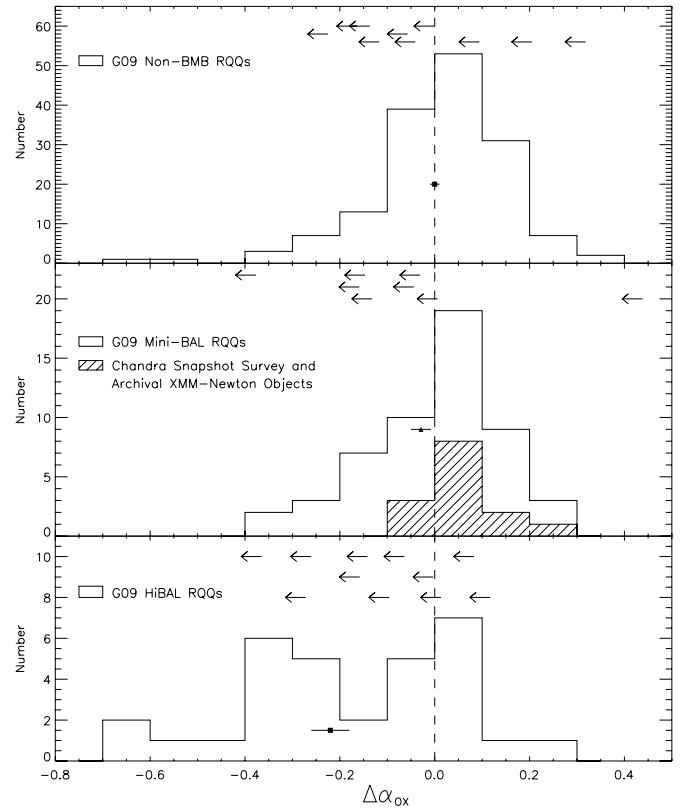 60
50
40
30
20
10
0
Number
G09 Non-BMB RQQs
20
15
10
5
0
Number
G09 Mini-BAL RQQs
Chandra Snapshot Survey and
Archival XMM-Newton Objects
10
8
6
4
2
0
Number
G09 HiBAL RQQs
-0.8 -0.6 -0.4 -0.2 0.0 0.2 0.4
Δα_OX